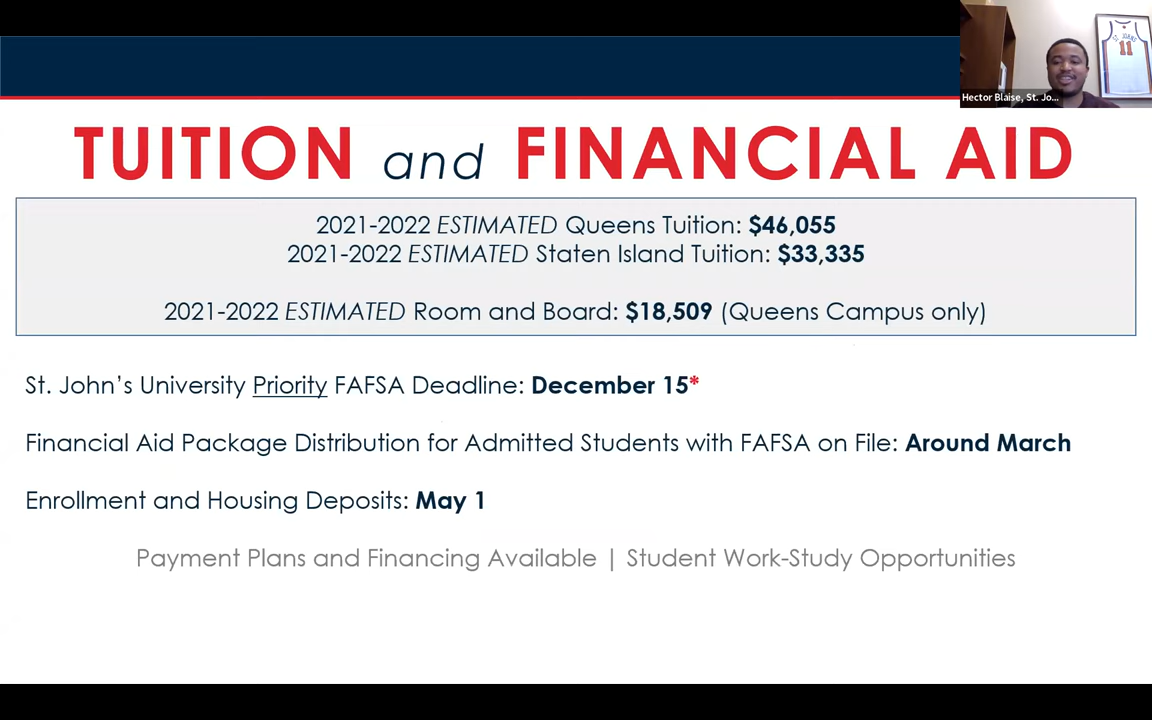 Hector Blaise, St. Jo...
ST. JOHN'S
11
TUITION and FINANCIAL AID
2021-2022 ESTIMATED Queens Tuition: $46,055
2021-2022 ESTIMATED Staten Island Tuition: $33,335
2021-2022 ESTIMATED Room and Board: $18,509 (Queens Campus only)
St. John’s University Priority FAFSA Deadline: December 15*
Financial Aid Package Distribution for Admitted Students with FAFSA on File: Around March
Enrollment and Housing Deposits: May 1
Payment Plans and Financing Available | Student Work-Study Opportunities